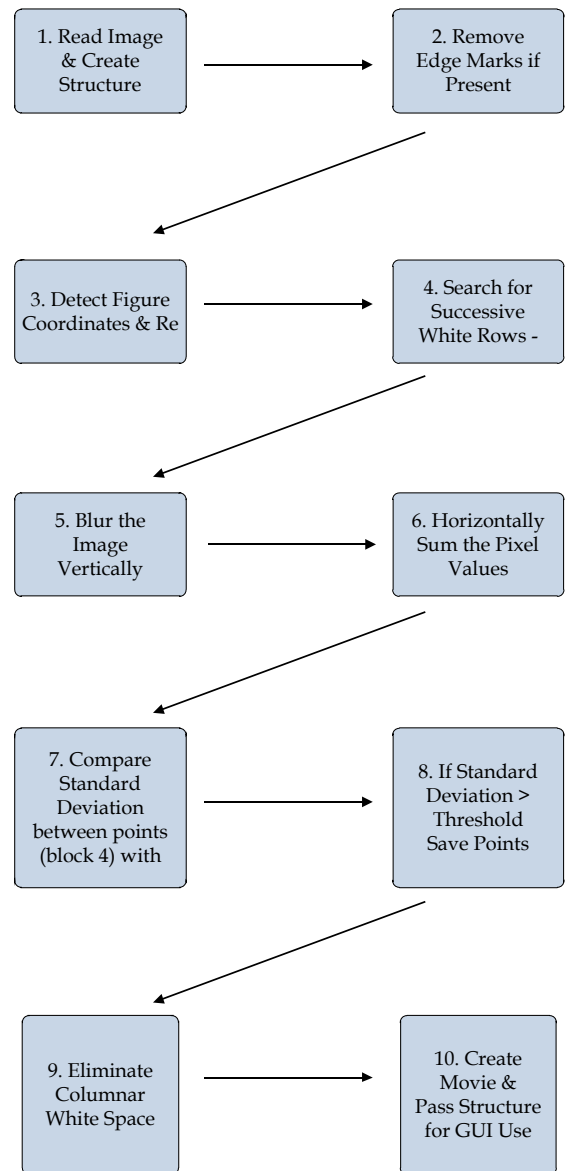 1. Read Image
& Create
Structure
2. Remove
Edge Marks if
Present
3. Detect Figure
Coordinates & Re
4. Search for
Successive
White Rows -
5. Blur the
Image
Vertically
6. Horizontally
Sum the Pixel
Values
7. Compare
Standard
Deviation
between points
(block 4) with
8. If Standard
Deviation >
Threshold
Save Points
9. Eliminate
Columnar
White Space
10. Create
Movie &
Pass Structure
for GUI Use